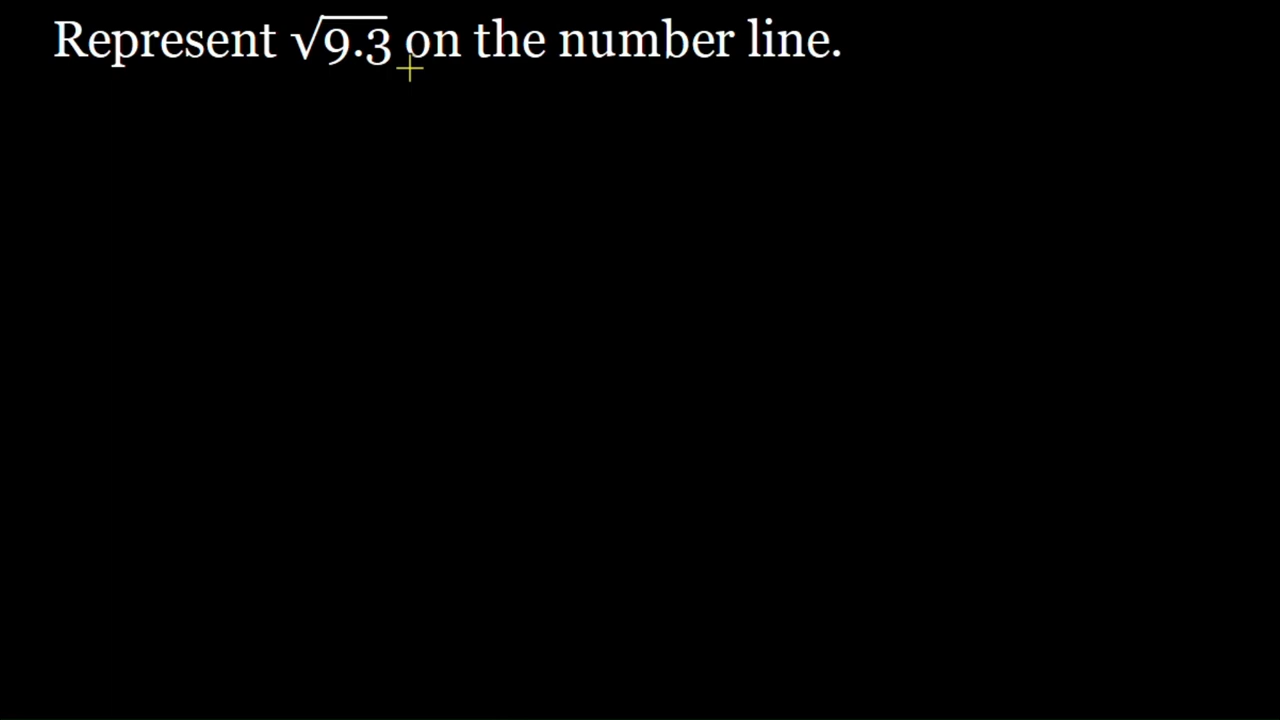 Represent √9.3 on the number line.